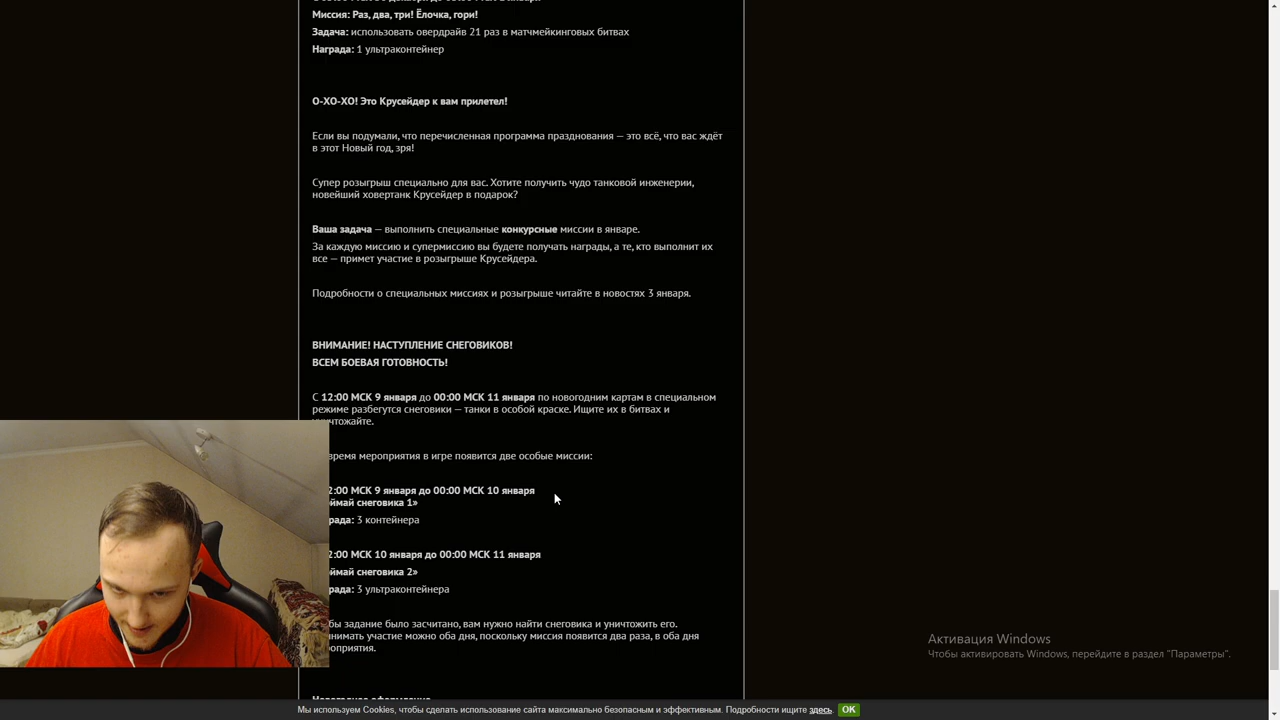 Миссия: Раз, два, три! Ёлочка, гори!
Задача: использовать овердрайв 21 раз в матчмейкинговых битвах
Награда: 1 ультраконтейнер
О-ХО-ХО! Это Крусейдер к вам прилетел!
Если вы подумали, что перечисленная программа празднования — это всё, что вас ждёт
в этот Новый год, зря!
Супер розыгрыш специально для вас. Хотите получить чудо танковой инженерии,
новейший ховертанк Крусейдер в подарок?
Ваша задача — выполнить специальные конкурсные миссии в январе.
За каждую миссию и супермиссию вы будете получать награды, а те, кто выполнит их
все — примет участие в розыгрыше Крусейдера.
Подробности о специальных миссиях и розыгрыше читайте в новостях 3 января.
ВНИМАНИЕ! НАСТУПЛЕНИЕ СНЕГОВИКОВ!
ВСЕМ БОЕВАЯ ГОТОВНОСТЬ!
С 12:00 МСК 9 января до 00:00 МСК 11 января по новогодним картам в специальном
режиме разбегутся снеговики — танки в особой краске. Ищите их в битвах и
уничтожайте.
время мероприятия в игре появится две особые миссии:
2:00 МСК 9 января до 00:00 МСК 10 января
ймай снеговика 1»
рада: 3 контейнера
2:00 МСК 10 января до 00:00 МСК 11 января
ймай снеговика 2»
рада: 3 ультраконтейнера
бы задание было засчитано, вам нужно найти снеговика и уничтожить его.
инимать участие можно оба дня, поскольку миссия появится два раза, в оба дня
роприятия.
Активация Windows
Чтобы активировать Windows, перейдите в раздел "Параметры".
Мы используем Cookies, чтобы сделать использование сайта максимально безопасным и эффективным. Подробности ищите здесь. OK